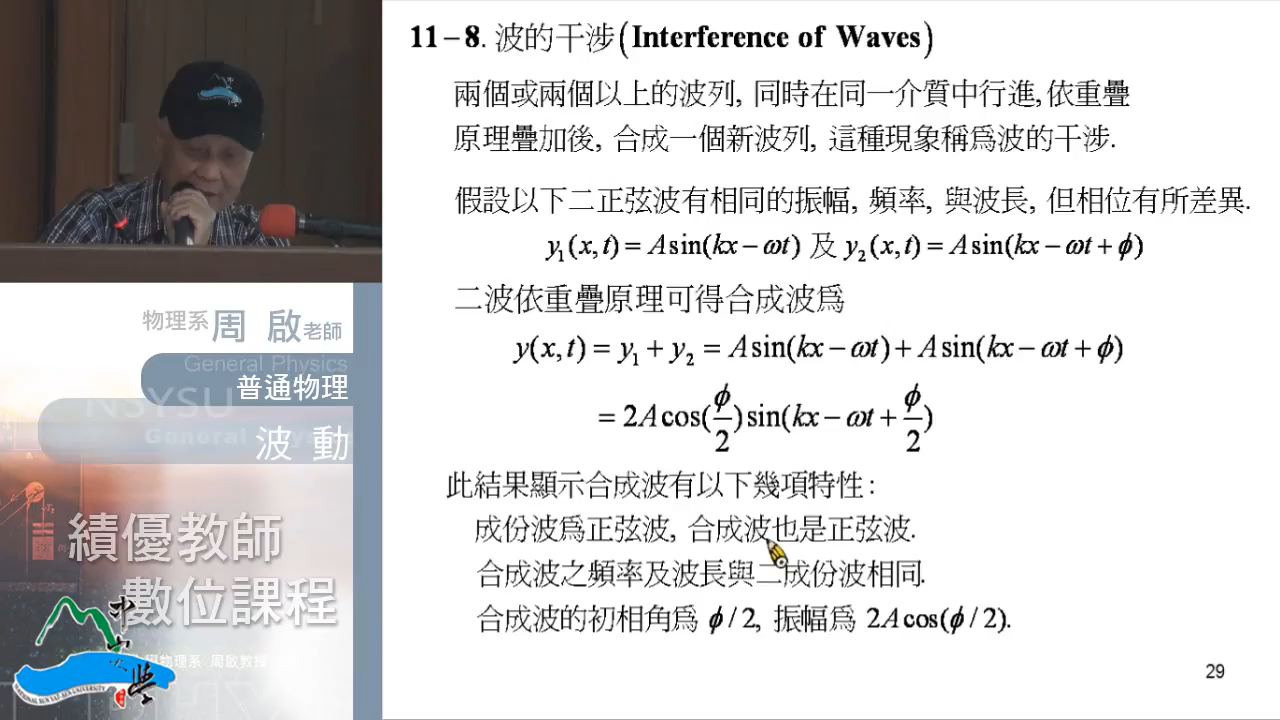 11-8. 波的干涉(Interference of Waves)
兩個或兩個以上的波列, 同時在同一介質中行進, 依重疊
原理疊加後, 合成一個新波列, 這種現象稱為波的干涉.
假設以下二正弦波有相同的振幅, 頻率, 與波長, 但相位有所差異.
y₁(x,t) = A sin(kx − ωt) 及 y₂(x,t) = A sin(kx − ωt + ϕ)
二波依重疊原理可得合成波為
y(x,t) = y₁ + y₂ = A sin(kx − ωt) + A sin(kx − ωt + ϕ)
= 2A cos(ϕ/2) sin(kx − ωt + ϕ/2)
此結果顯示合成波有以下幾項特性:
成份波為正弦波, 合成波也是正弦波.
合成波之頻率及波長與二成份波相同.
合成波的初相角為 ϕ/2, 振幅為 2A cos(ϕ/2).
29
物理系 周 啟 老師
General Physics
普通物理
NSYSU
波 動
績優教師
數位課程
物理系 周啟教授